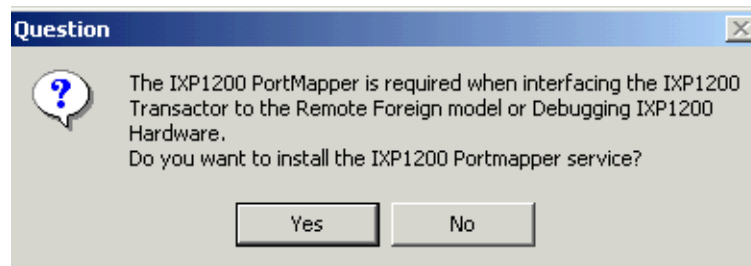 Question
The IXP1200 PortMapper is required when interfacing the IXP1200
Transactor to the Remote Foreign model or Debugging IXP1200
Hardware.
Do you want to install the IXP1200 Portmapper service?
Yes No